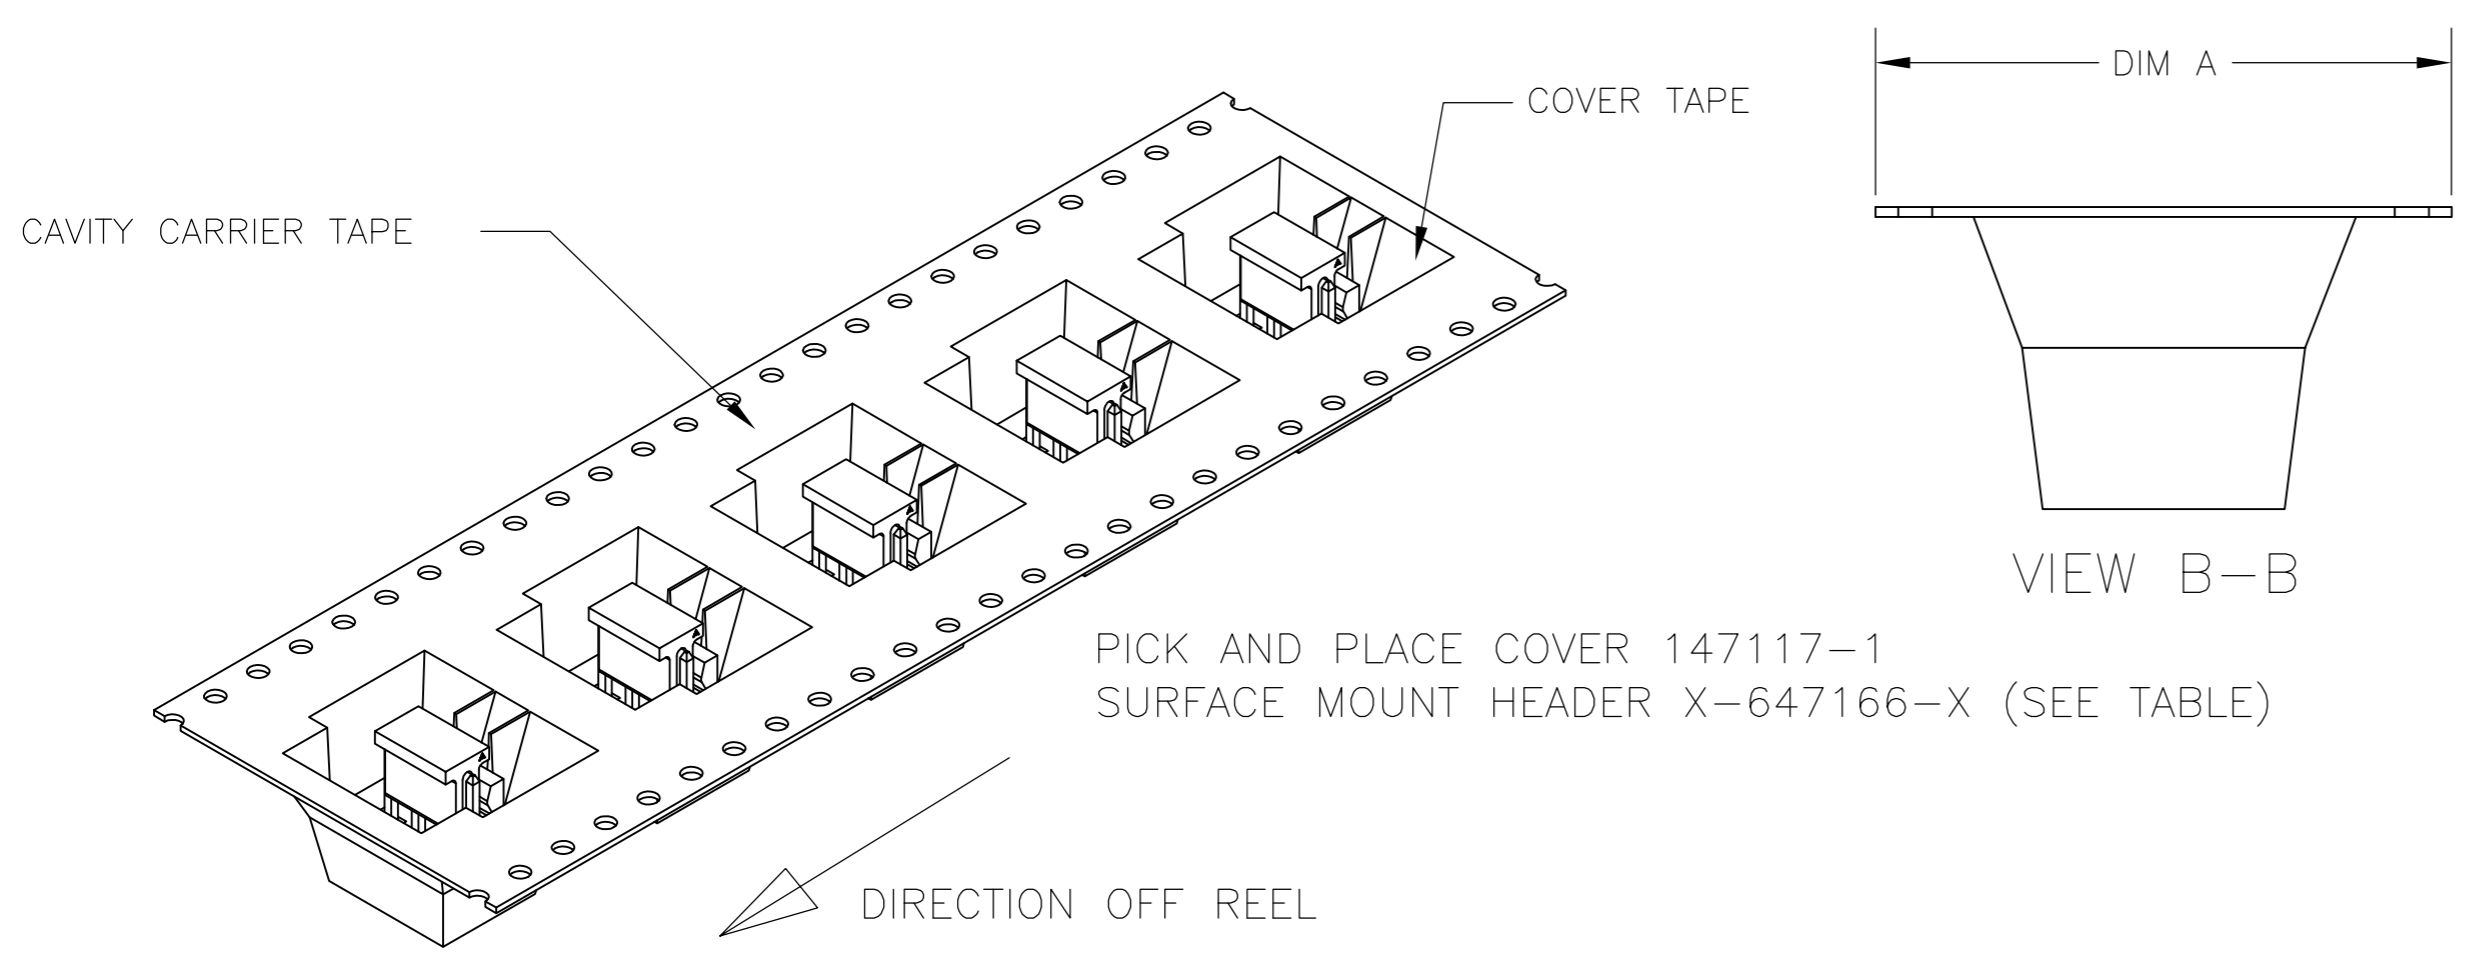 DIM A
COVER TAPE
CAVITY CARRIER TAPE
VIEW B-B
PICK AND PLACE COVER 147117-1
SURFACE MOUNT HEADER X-647166-X (SEE TABLE)
DIRECTION OFF REEL